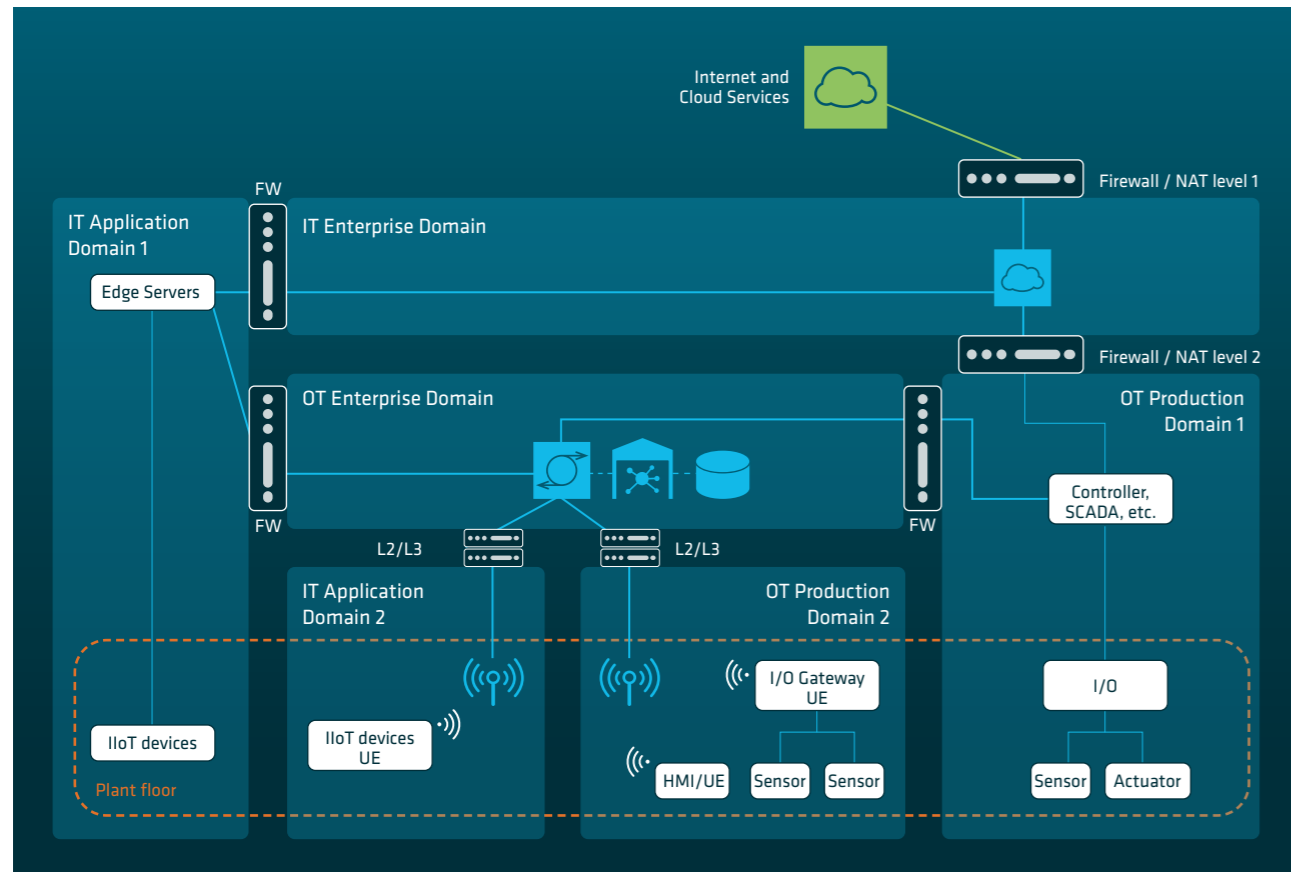 Internet and
Cloud Services
Firewall / NAT level 1
FW
IT Application
Domain 1
IT Enterprise Domain
Edge Servers
Firewall / NAT level 2
OT Enterprise Domain
OT Production
Domain 1
Controller,
SCADA, etc.
FW
FW
L2/L3
L2/L3
IT Application
Domain 2
OT Production
Domain 2
I/O Gateway
UE
I/O
IIoT devices
IIoT devices
UE
HMI/UE
Sensor
Sensor
Sensor
Actuator
Plant floor